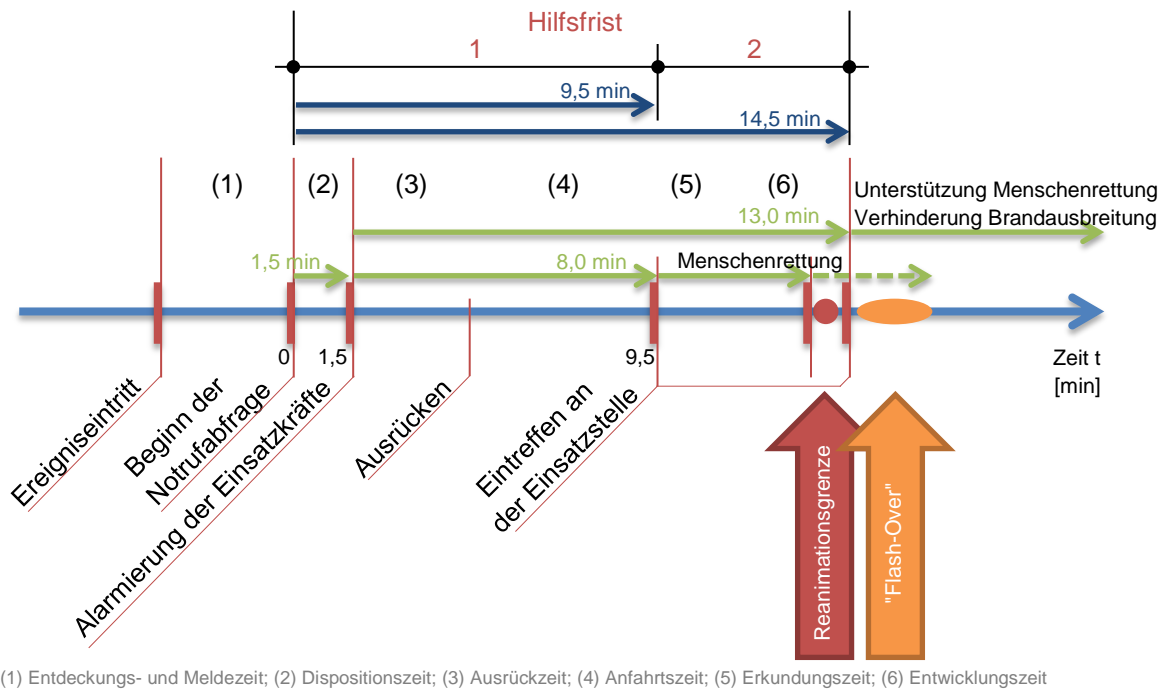 Hilfsfrist
1
2
9,5 min
14,5 min
(1)
(2)
(3)
(4)
(5)
(6)
Unterstützung Menschenrettung
Verhinderung Brandausbreitung
13,0 min
1,5 min
8,0 min
Menschenrettung
0
1,5
9,5
Zeit t
[min]
Ereigniseintritt
Beginn der
Notrufabfrage
Alarmierung der Einsatzkräfte
Ausrücken
Eintreffen an
der Einsatzstelle
Reanimationsgrenze
"Flash-Over"
(1) Entdeckungs- und Meldezeit; (2) Dispositionszeit; (3) Ausrückzeit; (4) Anfahrtszeit; (5) Erkundungszeit; (6) Entwicklungszeit